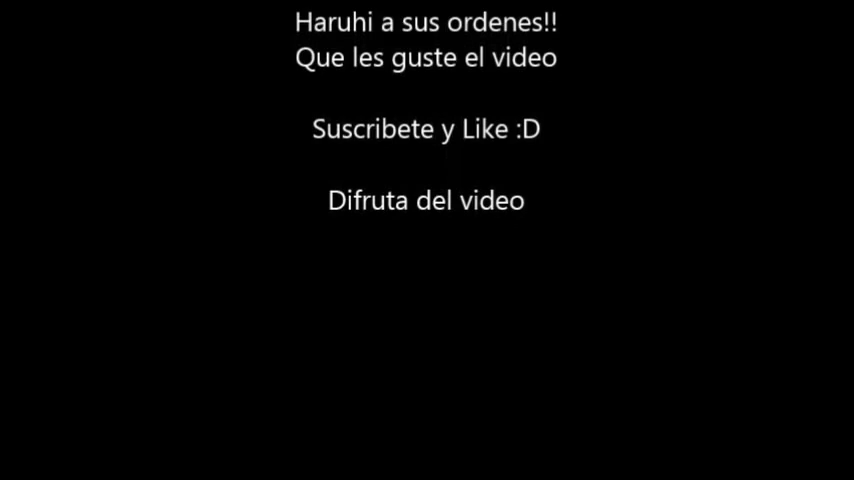 Haruhi a sus ordenes!!
Que les guste el video
Suscribete y Like :D
Difruta del video